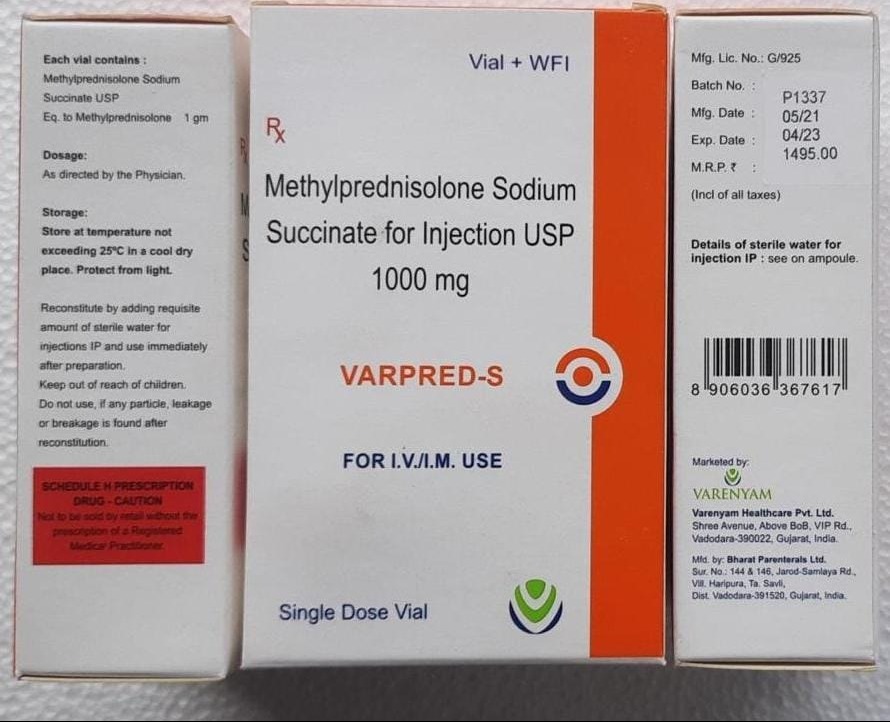 Each vial contains :
Methylprednisolone Sodium
Succinate USP
Eq. to Methylprednisolone 1 gm
Dosage:
As directed by the Physician.
Storage:
Store at temperature not
exceeding 25°C in a cool dry
place. Protect from light.
Reconstitute by adding requisite
amount of sterile water for
injections IP and use immediately
after preparation.
Keep out of reach of children.
Do not use, if any particle, leakage
or breakage is found after
reconstitution.
SCHEDULE H PRESCRIPTION
DRUG - CAUTION
Not to be sold by retail without the
prescription of a Registered
Medical Practitioner.
Vial + WFI
Rx
Methylprednisolone Sodium
Succinate for Injection USP
1000 mg
VARPRED-S
FOR I.V./I.M. USE
Single Dose Vial
Mfg. Lic. No.: G/925
Batch No. : P1337
Mfg. Date : 05/21
Exp. Date : 04/23
M.R.P. ₹ : 1495.00
(Incl of all taxes)
Details of sterile water for
injection IP : see on ampoule.
8 906036 367617
Marketed by:
VARENYAM
Varenyam Healthcare Pvt. Ltd.
Shree Avenue, Above BoB, VIP Rd.,
Vadodara-390022, Gujarat, India.
Mfd. by: Bharat Parenterals Ltd.
Sur. No.: 144 & 146, Jarod-Samlaya Rd.,
Vill. Haripura, Ta. Savli,
Dist. Vadodara-391520, Gujarat, India.